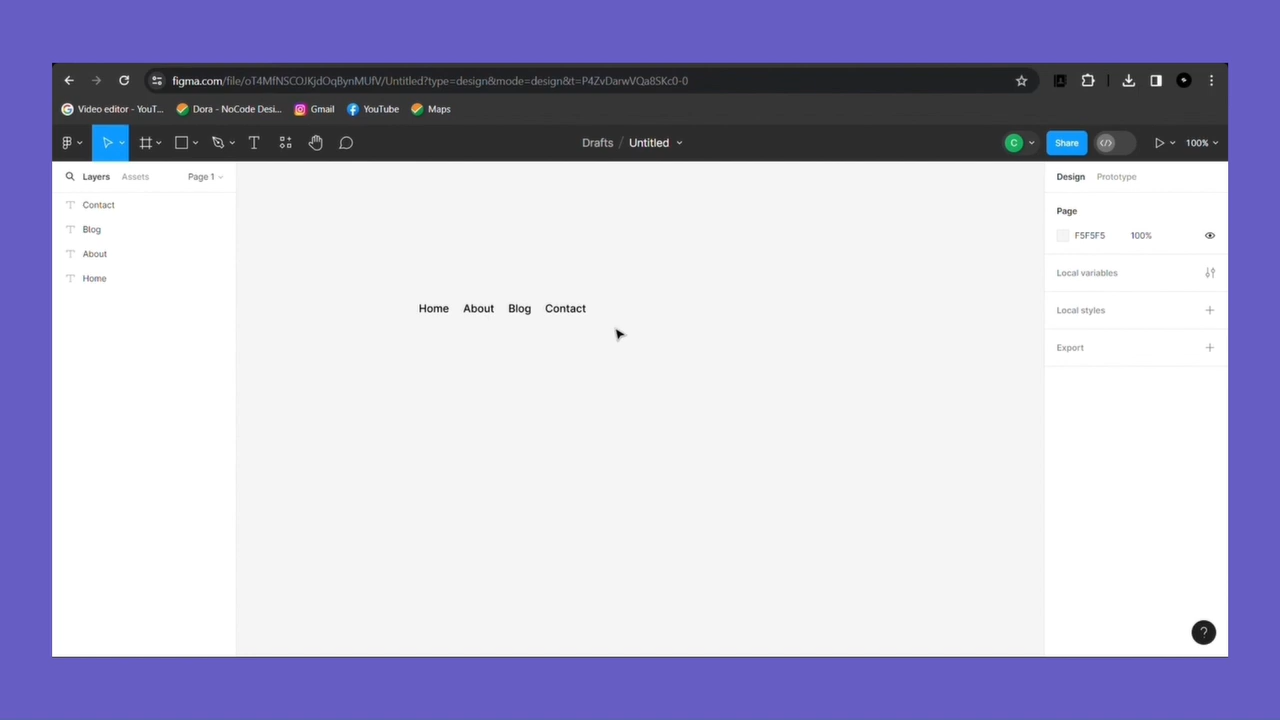 figma.com/file/oT4MfNSCOJKjdOqBynMUfV/Untitled?type=design&mode=design&t=P4ZvDarwVQa8SKc0-0
Video editor - YouT... Dora - NoCode Desi... Gmail YouTube Maps
Drafts / Untitled C Share 100%
Layers Assets Page 1 Design Prototype
Contact
Blog
About
Home
Home About Blog Contact
Page
F5F5F5 100%
Local variables
Local styles
Export
?